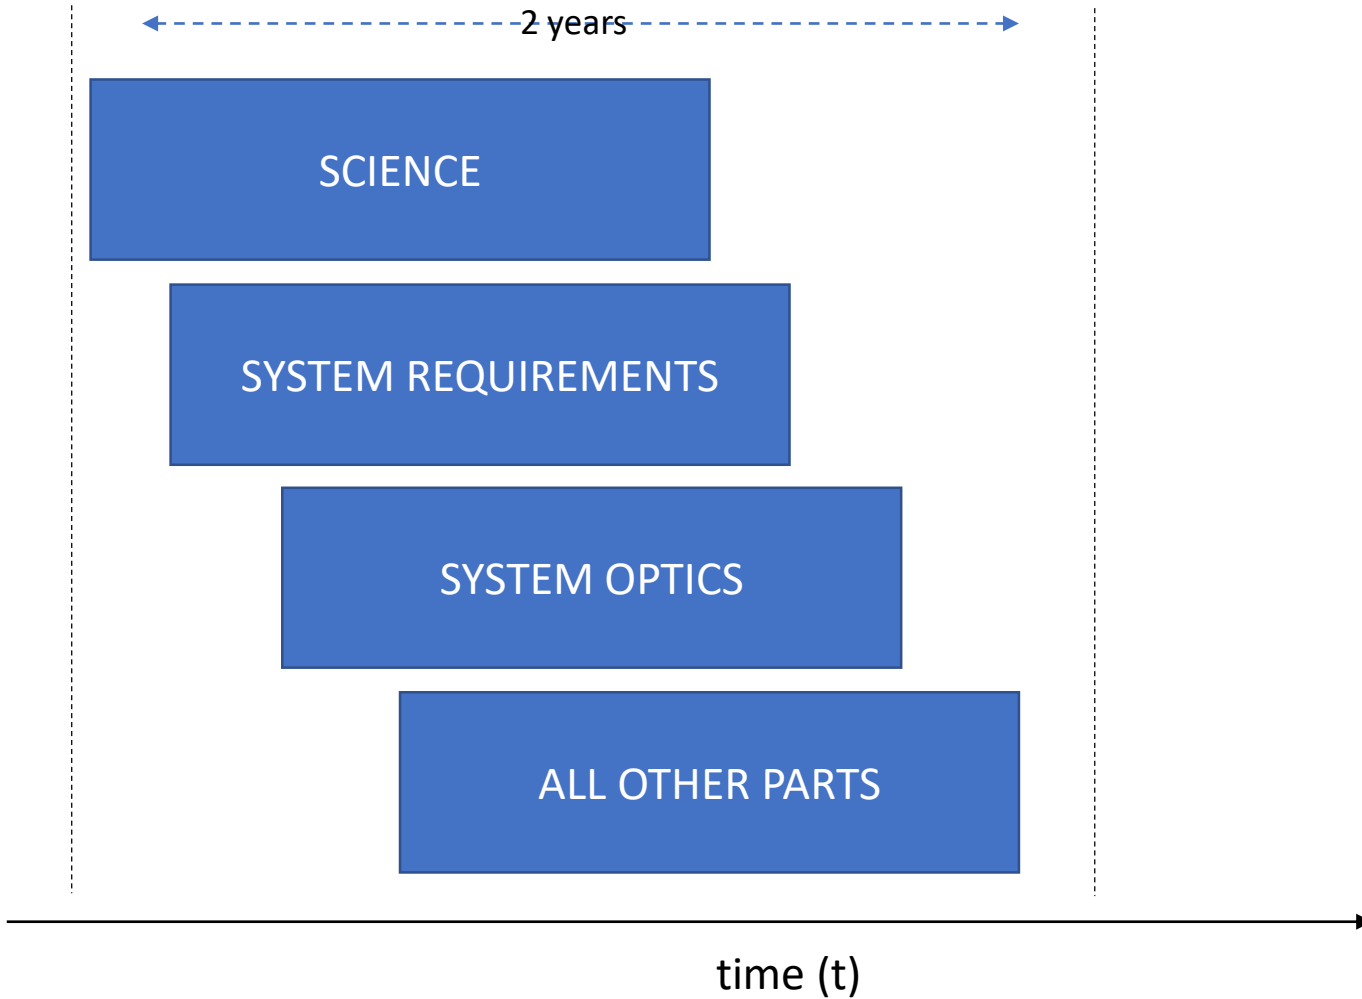 2 years
SCIENCE
SYSTEM REQUIREMENTS
SYSTEM OPTICS
ALL OTHER PARTS
time (t)